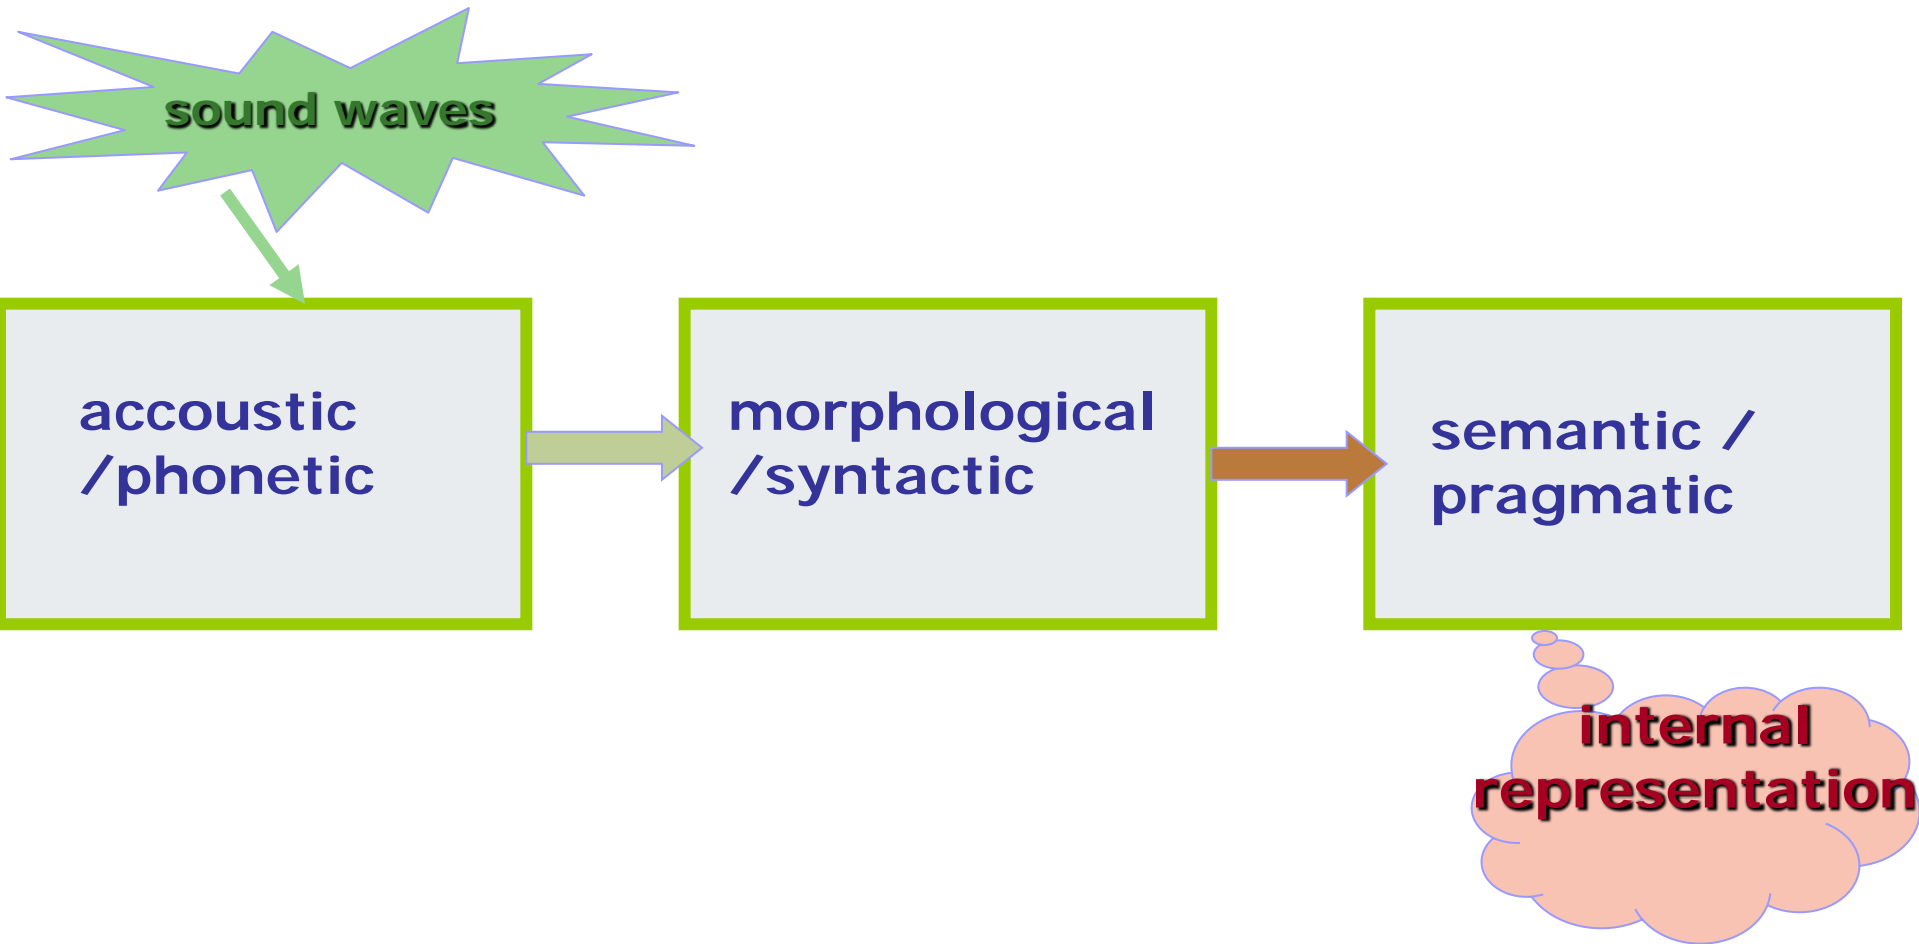 sound waves
accoustic
/phonetic
morphological
/syntactic
semantic /
pragmatic
internal
representation